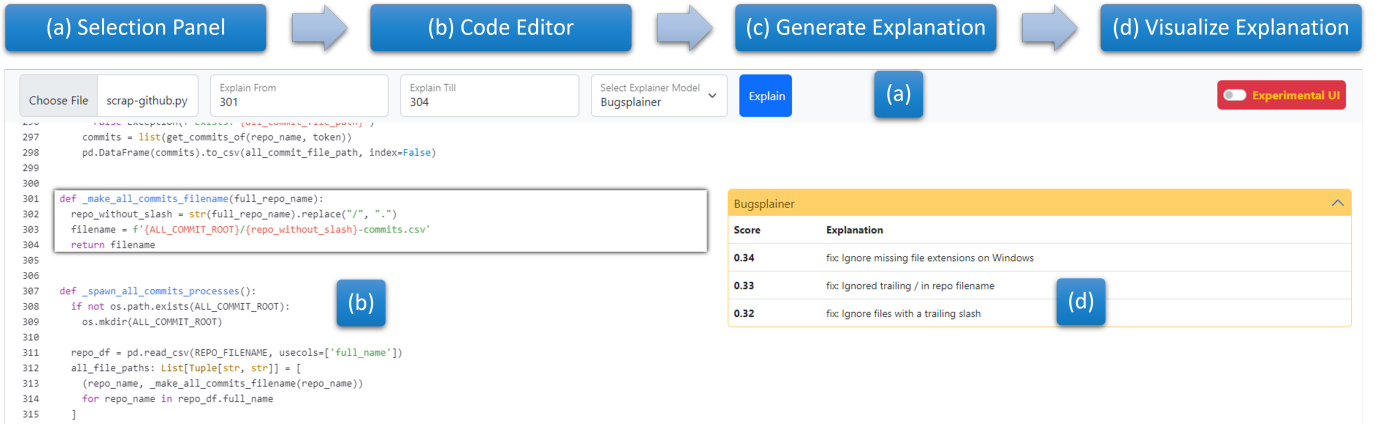 (a) Selection Panel
(b) Code Editor
(c) Generate Explanation
(d) Visualize Explanation
Choose File scrap-github.py
Explain From
301
Explain Till
304
Select Explainer Model
Bugsplainer
Explain
(a)
Experimental UI
297 commits = list(get_commits_of(repo_name, token))
298 pd.DataFrame(commits).to_csv(all_commit_file_path, index=False)
299
300
301 def _make_all_commits_filename(full_repo_name):
302 repo_without_slash = str(full_repo_name).replace("/", ".")
303 filename = f'{ALL_COMMIT_ROOT}/{repo_without_slash}-commits.csv'
304 return filename
305
306
307 def _spawn_all_commits_processes():
308 if not os.path.exists(ALL_COMMIT_ROOT):
309 os.mkdir(ALL_COMMIT_ROOT)
310
311 repo_df = pd.read_csv(REPO_FILENAME, usecols=['full_name'])
312 all_file_paths: List[Tuple[str, str]] = [
313 (repo_name, _make_all_commits_filename(repo_name))
314 for repo_name in repo_df.full_name
315 ]
(b)
Bugsplainer
Score Explanation
0.34 fix: Ignore missing file extensions on Windows
0.33 fix: Ignored trailing / in repo filename
0.32 fix: Ignore files with a trailing slash
(d)